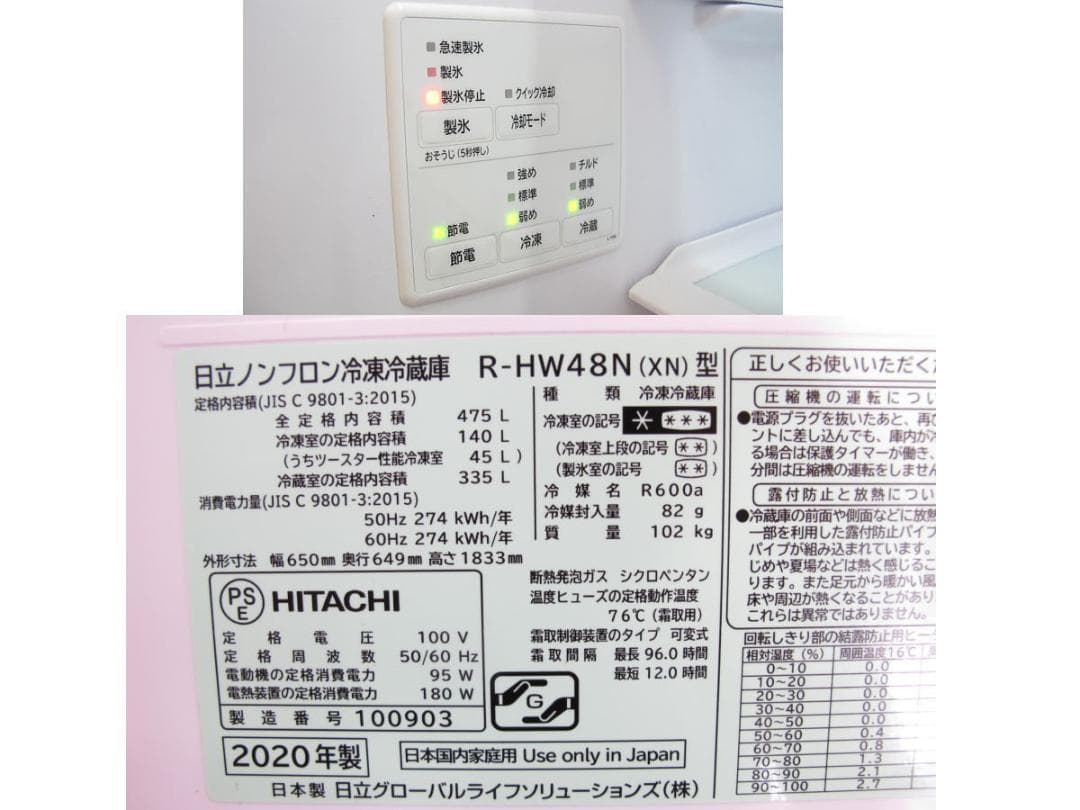 急速製氷
製氷
製氷停止
クイック冷却
製氷
冷却モード
おそうじ(5秒押し)
強め
チルド
標準
標準
節電
弱め
弱め
節電
冷凍
冷蔵
日立ノンフロン冷凍冷蔵庫 R-HW48N(XN)型
定格内容積(JIS C 9801-3:2015)
全定格内容積 475 L
冷凍室の定格内容積 140 L
(うちツースター性能冷凍室 45 L)
冷蔵室の定格内容積 335 L
消費電力量(JIS C 9801-3:2015)
50Hz 274 kWh/年
60Hz 274 kWh/年
外形寸法 幅650mm 奥行649mm 高さ1833mm
種類 冷凍冷蔵庫
冷凍室の記号 * ***
(冷凍室上段の記号 **)
(製氷室の記号 **)
冷媒名 R600a
冷媒封入量 82 g
質量 102 kg
PS
E
HITACHI
定格電圧 100 V
定格周波数 50/60 Hz
電動機の定格消費電力 95 W
電熱装置の定格消費電力 180 W
製造番号 100903
断熱発泡ガス シクロペンタン
温度ヒューズの定格動作温度
76℃(霜取用)
霜取制御装置のタイプ 可変式
霜取間隔 最長 96.0 時間
最短 12.0 時間
G
2020年製
日本国内家庭用 Use only in Japan
日本製 日立グローバルライフソリューションズ(株)
正しくお使いいただく
圧縮機の運転につい
●電源プラグを抜いたあと、再び
ントに差し込んでも、庫内が冷
る場合は保護タイマーが働き、
分間は圧縮機の運転をしません
露付防止と放熱につい
●冷蔵庫の前面や側面などに放熱
一部を利用した露付防止パイプ
パイプが組み込まれています。
じめや夏場などは熱く感じるこ
ります。また足元から暖かい風
床や周辺が熱くなることがあり
これらは異常ではありません。
回転しきり部の結露防止用ヒータ
相対湿度(%) 周囲温度16℃
0~10 0.0
10~20 0.0
20~30 0.0
30~40 0.0
40~50 0.0
50~60 0.4
60~70 0.8
70~80 1.3
80~90 2.1
90~100 2.7